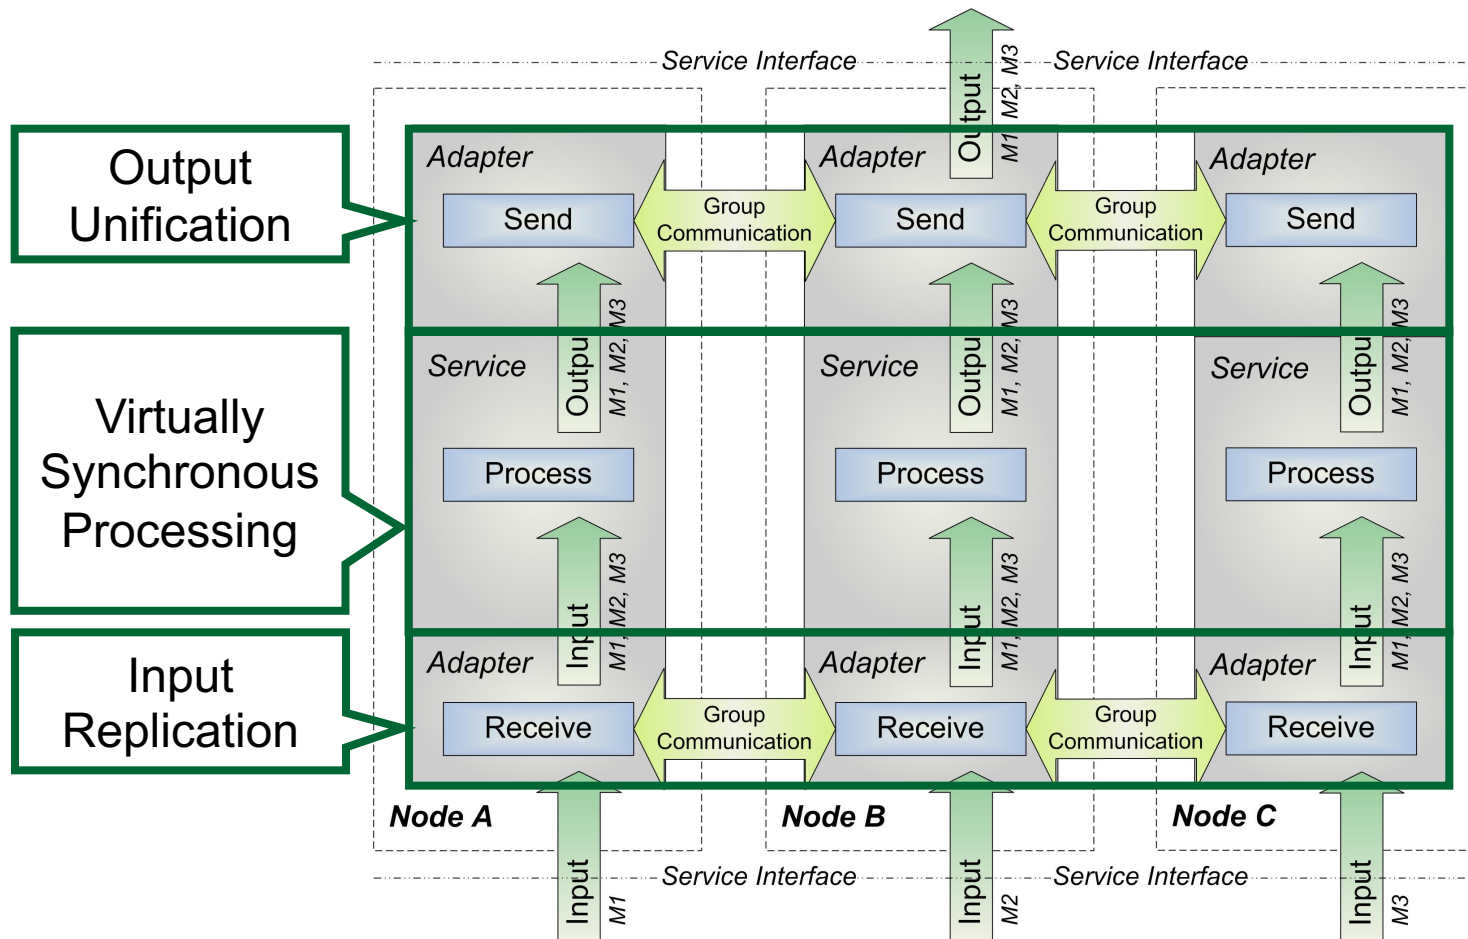 Service Interface
Service Interface
Output
M1, M2, M3
Output
Unification
Adapter
Adapter
Adapter
Send
Group
Communication
Send
Group
Communication
Send
Output
M1, M2, M3
Output
M1, M2, M3
Output
M1, M2, M3
Virtually
Synchronous
Processing
Service
Service
Service
Process
Process
Process
Input
M1, M2, M3
Input
M1, M2, M3
Input
M1, M2, M3
Input
Replication
Adapter
Adapter
Adapter
Receive
Group
Communication
Receive
Group
Communication
Receive
Node A
Node B
Node C
Service Interface
Service Interface
Input
M1
Input
M2
Input
M3